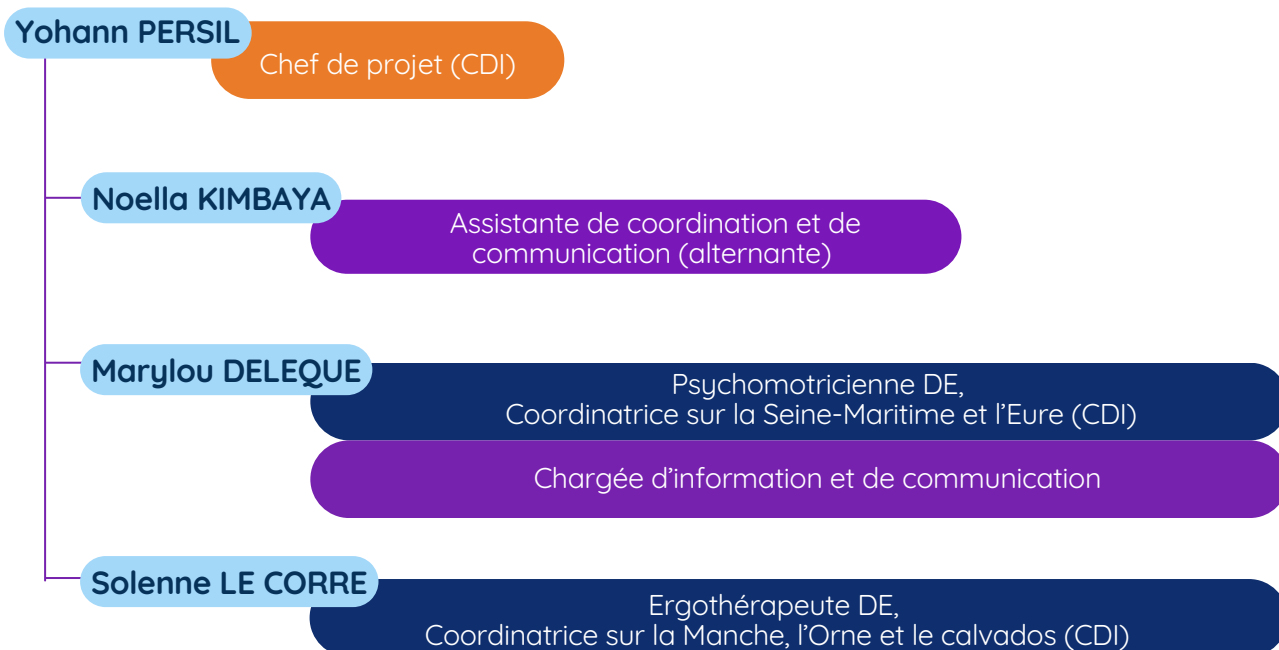 Yohann PERSIL
Chef de projet (CDI)
Noella KIMBAYA
Assistante de coordination et de
communication (alternante)
Marylou DELEQUE
Psychomotricienne DE,
Coordinatrice sur la Seine-Maritime et l’Eure (CDI)
Chargée d’information et de communication
Solenne LE CORRE
Ergothérapeute DE,
Coordinatrice sur la Manche, l’Orne et le calvados (CDI)